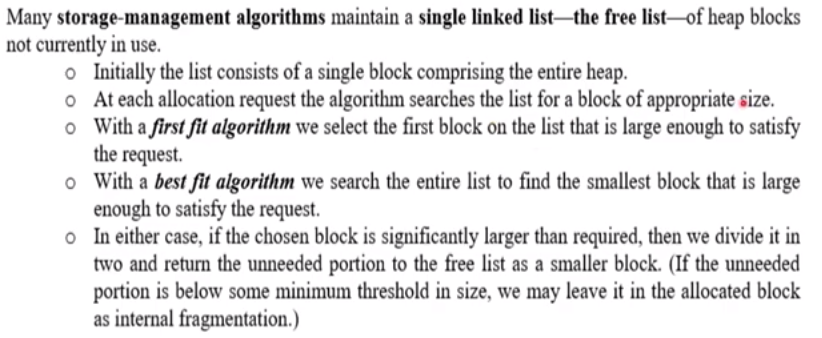 Many storage-management algorithms maintain a single linked list—the free list—of heap blocks
not currently in use.
o Initially the list consists of a single block comprising the entire heap.
o At each allocation request the algorithm searches the list for a block of appropriate size.
o With a first fit algorithm we select the first block on the list that is large enough to satisfy
the request.
o With a best fit algorithm we search the entire list to find the smallest block that is large
enough to satisfy the request.
o In either case, if the chosen block is significantly larger than required, then we divide it in
two and return the unneeded portion to the free list as a smaller block. (If the unneeded
portion is below some minimum threshold in size, we may leave it in the allocated block
as internal fragmentation.)